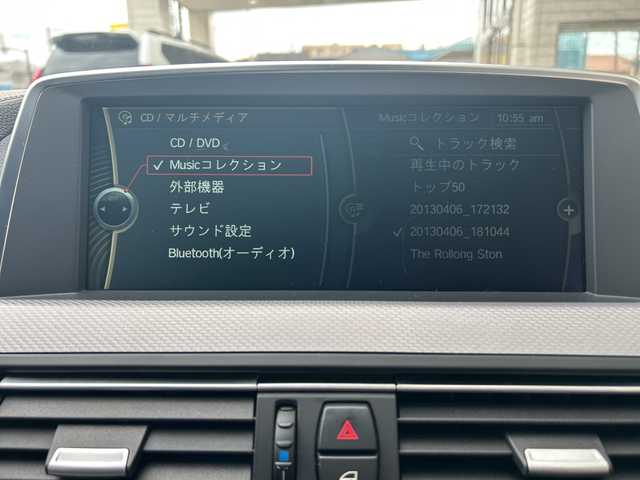 CD / マルチメディア
CD / DVD
✓ Musicコレクション
外部機器
テレビ
サウンド設定
Bluetooth(オーディオ)
Musicコレクション 10:55 am
トラック検索
再生中のトラック
トップ50
20130406_172132
✓ 20130406_181044
The Rollong Ston